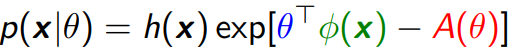 p(x|θ) = h(x) exp[θ⊤ϕ(x) − A(θ)]